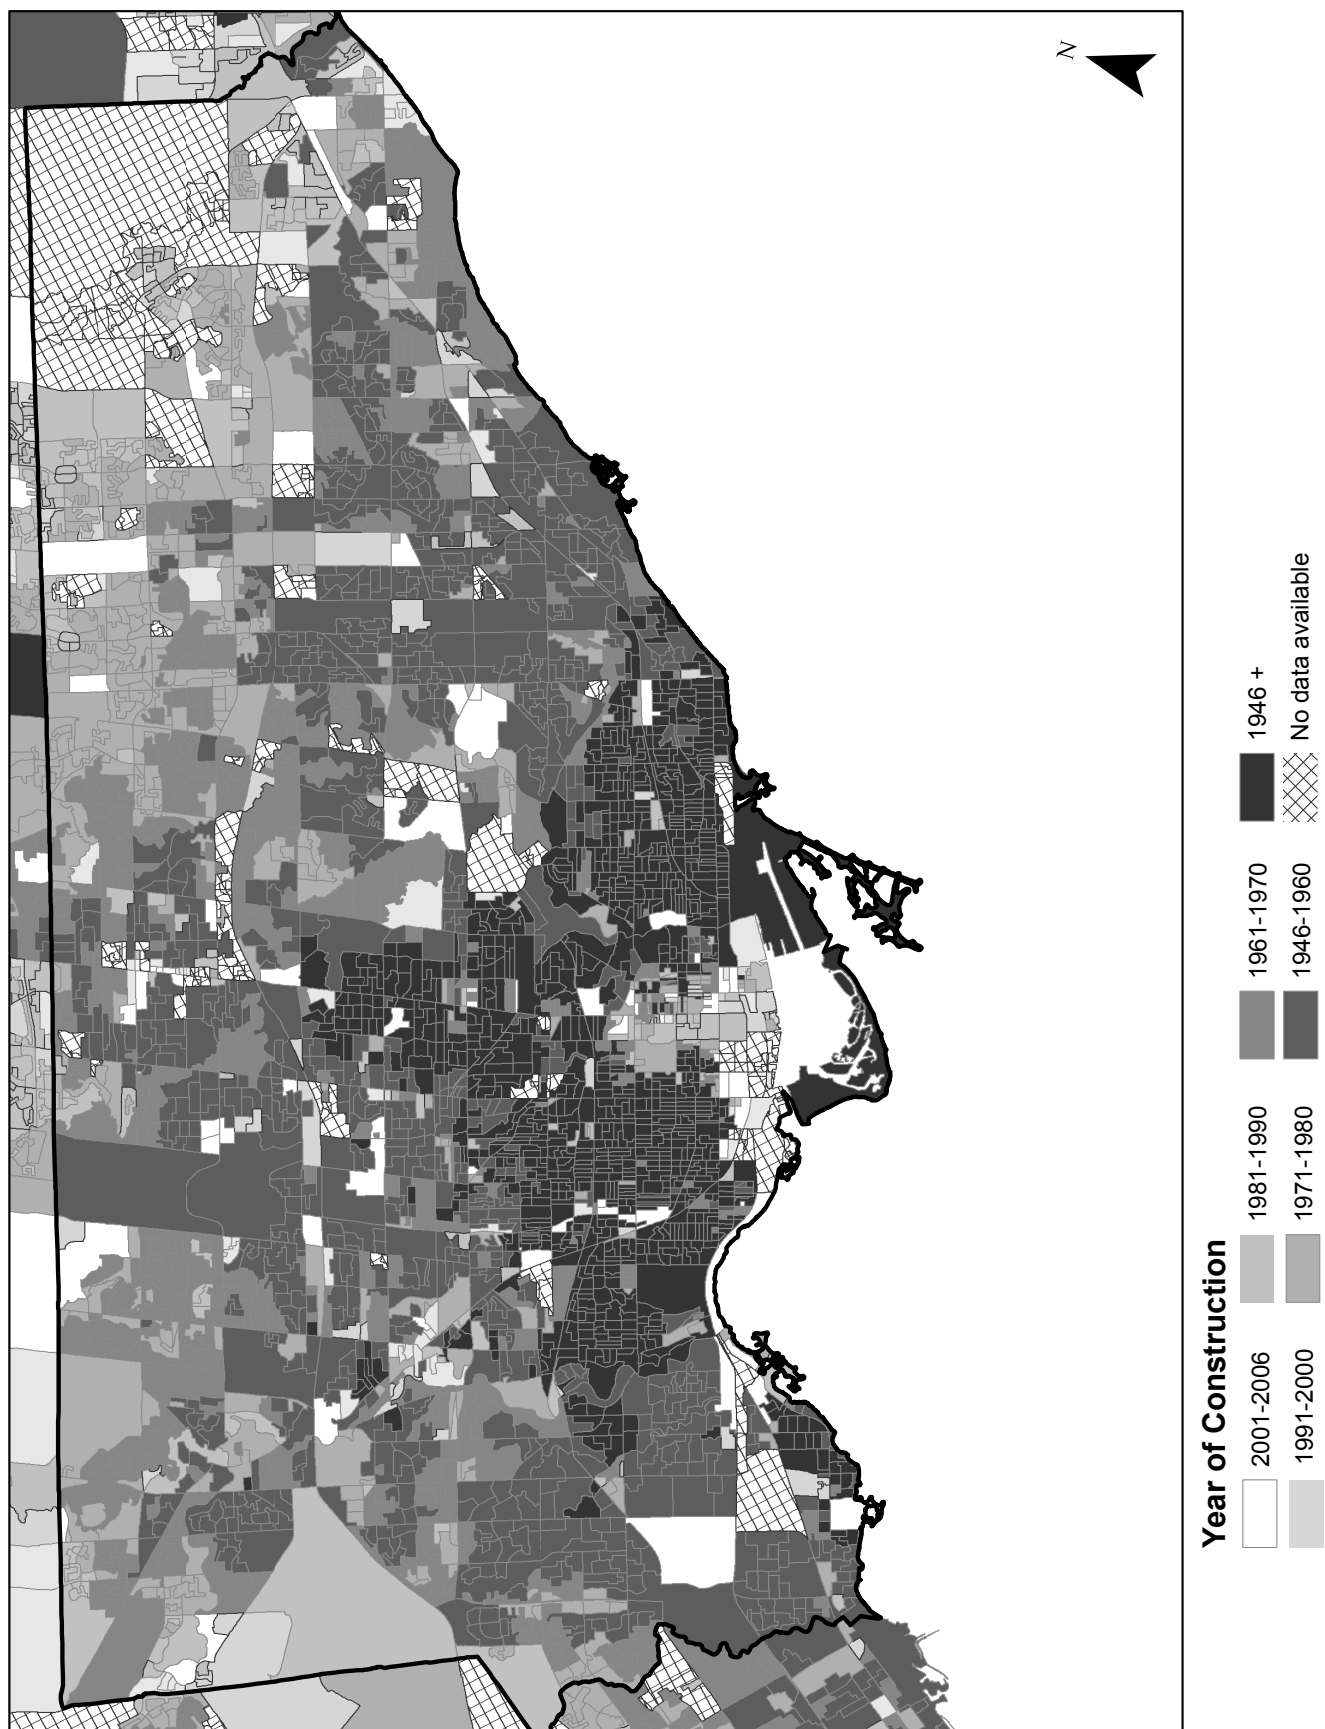 N
Year of Construction
2001-2006
1981-1990
1961-1970
1946 +
1991-2000
1971-1980
1946-1960
No data available